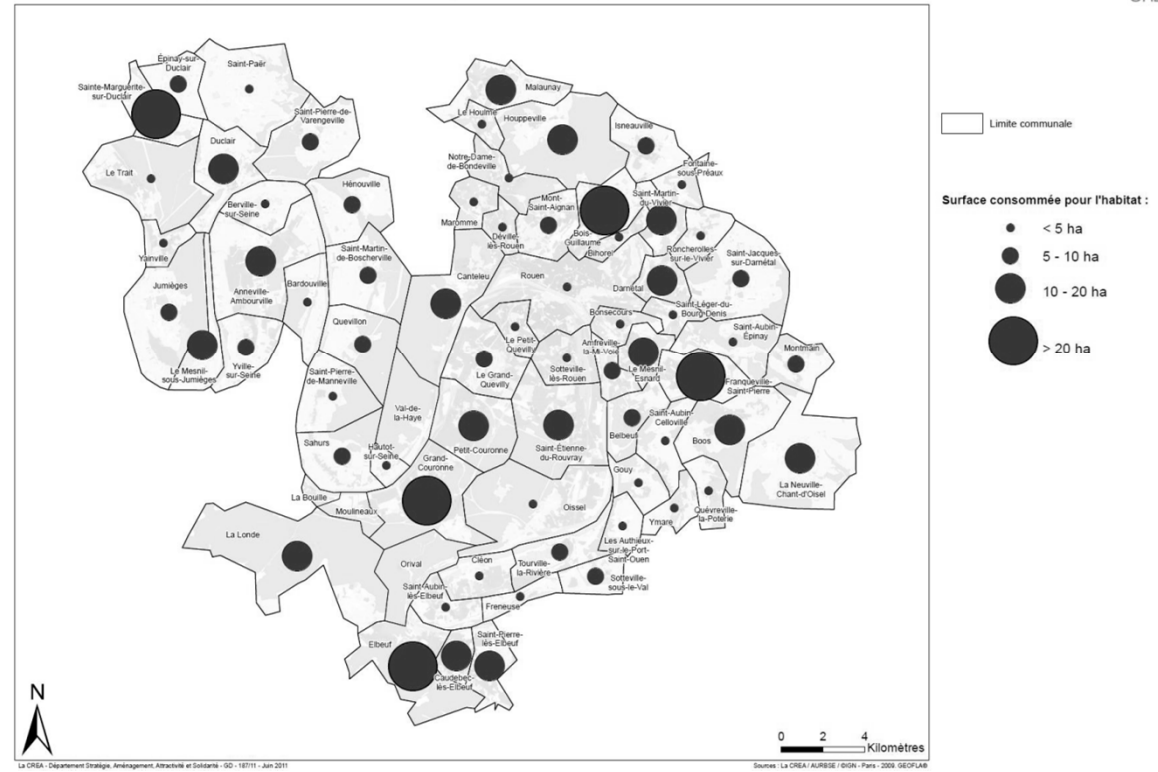 Épinay-sur-
Duclair
Saint-Paër
Sainte-Marguerite-
sur-Duclair
Saint-Pierre-de-
Varengeville
Duclair
Le Trait
Hénouville
Berville-
sur-Seine
Yainville
Saint-Martin-
de-Boscherville
Jumièges
Anneville-
Ambourville
Bardouville
Quevillon
Le Mesnil-
sous-Jumièges
Yville-
sur-Seine
Saint-Pierre-
de-Manneville
Val-de-
la-Haye
Sahurs
Hautot-
sur-Seine
La Bouille
Moulineaux
La Londe
Malaunay
Le Houlme
Houppeville
Isneauville
Notre-Dame-
de-Bondeville
Fontaine-
sous-Préaux
Mont-
Saint-Aignan
Saint-Martin-
du-Vivier
Maromme
Déville-
lès-Rouen
Bois-
Guillaume
Bihorel
Roncherolles-
sur-le-Vivier
Saint-Jacques-
sur-Darnétal
Canteleu
Rouen
Darnétal
Saint-Léger-du-
Bourg-Denis
Bonsecours
Saint-Aubin-
Épinay
Le Petit-
Quevilly
Amfreville-
la-Mi-Voie
Montmain
Le Grand-
Quevilly
Sotteville-
lès-Rouen
Le Mesnil-
Esnard
Franqueville-
Saint-Pierre
Saint-Aubin-
Celloville
Belbeuf
Boos
Petit-Couronne
Saint-Étienne-
du-Rouvray
Grand-
Couronne
Gouy
La Neuville-
Chant-d'Oisel
Oissel
Ymare
Quévreville-
la-Poterie
Les Authieux-
sur-le-Port-
Saint-Ouen
Orival
Cléon
Tourville-
la-Rivière
Saint-Aubin-
lès-Elbeuf
Sotteville-
sous-le-Val
Freneuse
Elbeuf
Saint-Pierre-
lès-Elbeuf
Caudebec-
lès-Elbeuf
Limite communale
Surface consommée pour l'habitat :
< 5 ha
5 - 10 ha
10 - 20 ha
> 20 ha
N
0 2 4
Kilomètres
La CREA - Département Stratégie, Aménagement, Attractivité et Solidarité - GD - 187/11 - Juin 2011
Sources : La CREA / AURBSE / ©IGN - Paris - 2009. GEOFLA®